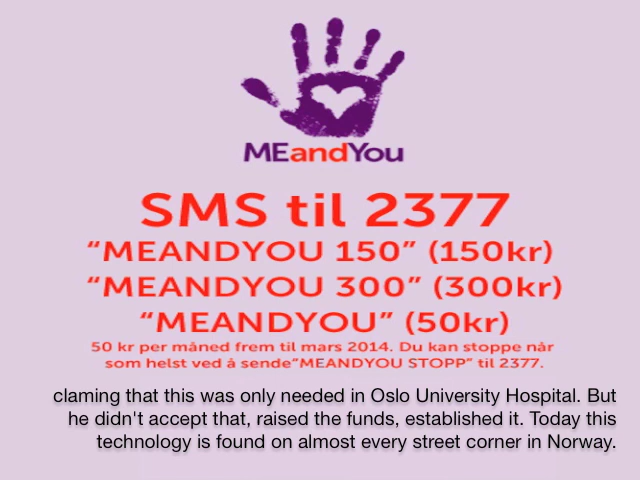 MEandYou
SMS til 2377
“MEANDYOU 150” (150kr)
“MEANDYOU 300” (300kr)
“MEANDYOU” (50kr)
50 kr per måned frem til mars 2014. Du kan stoppe når
som helst ved å sende“MEANDYOU STOPP” til 2377.
claming that this was only needed in Oslo University Hospital. But
he didn't accept that, raised the funds, established it. Today this
technology is found on almost every street corner in Norway.